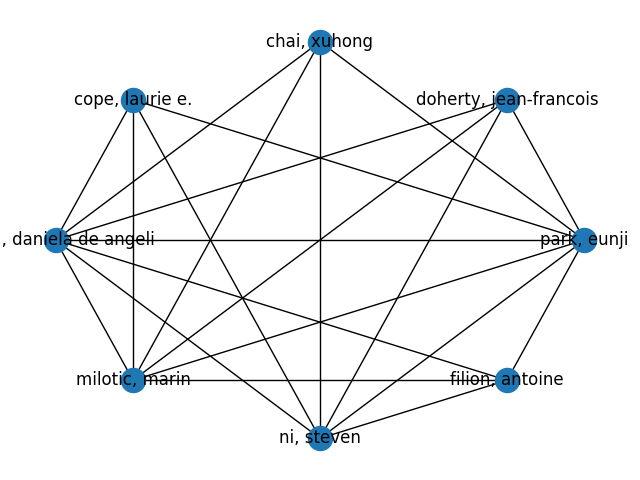 chai, xuhong
cope, laurie e.
doherty, jean-francois
, daniela de angeli
park, eunji
milotic, marin
filion, antoine
ni, steven